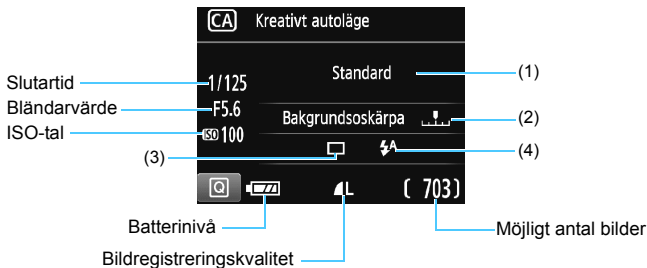 CA Kreativt autoläge
Standard (1)
Slutartid 1/125
Bländarvärde F5.6
Bakgrundsoskärpa (2)
ISO-tal ISO 100
(3) A (4)
Q L ( 703)
Batterinivå
Möjligt antal bilder
Bildregistreringskvalitet